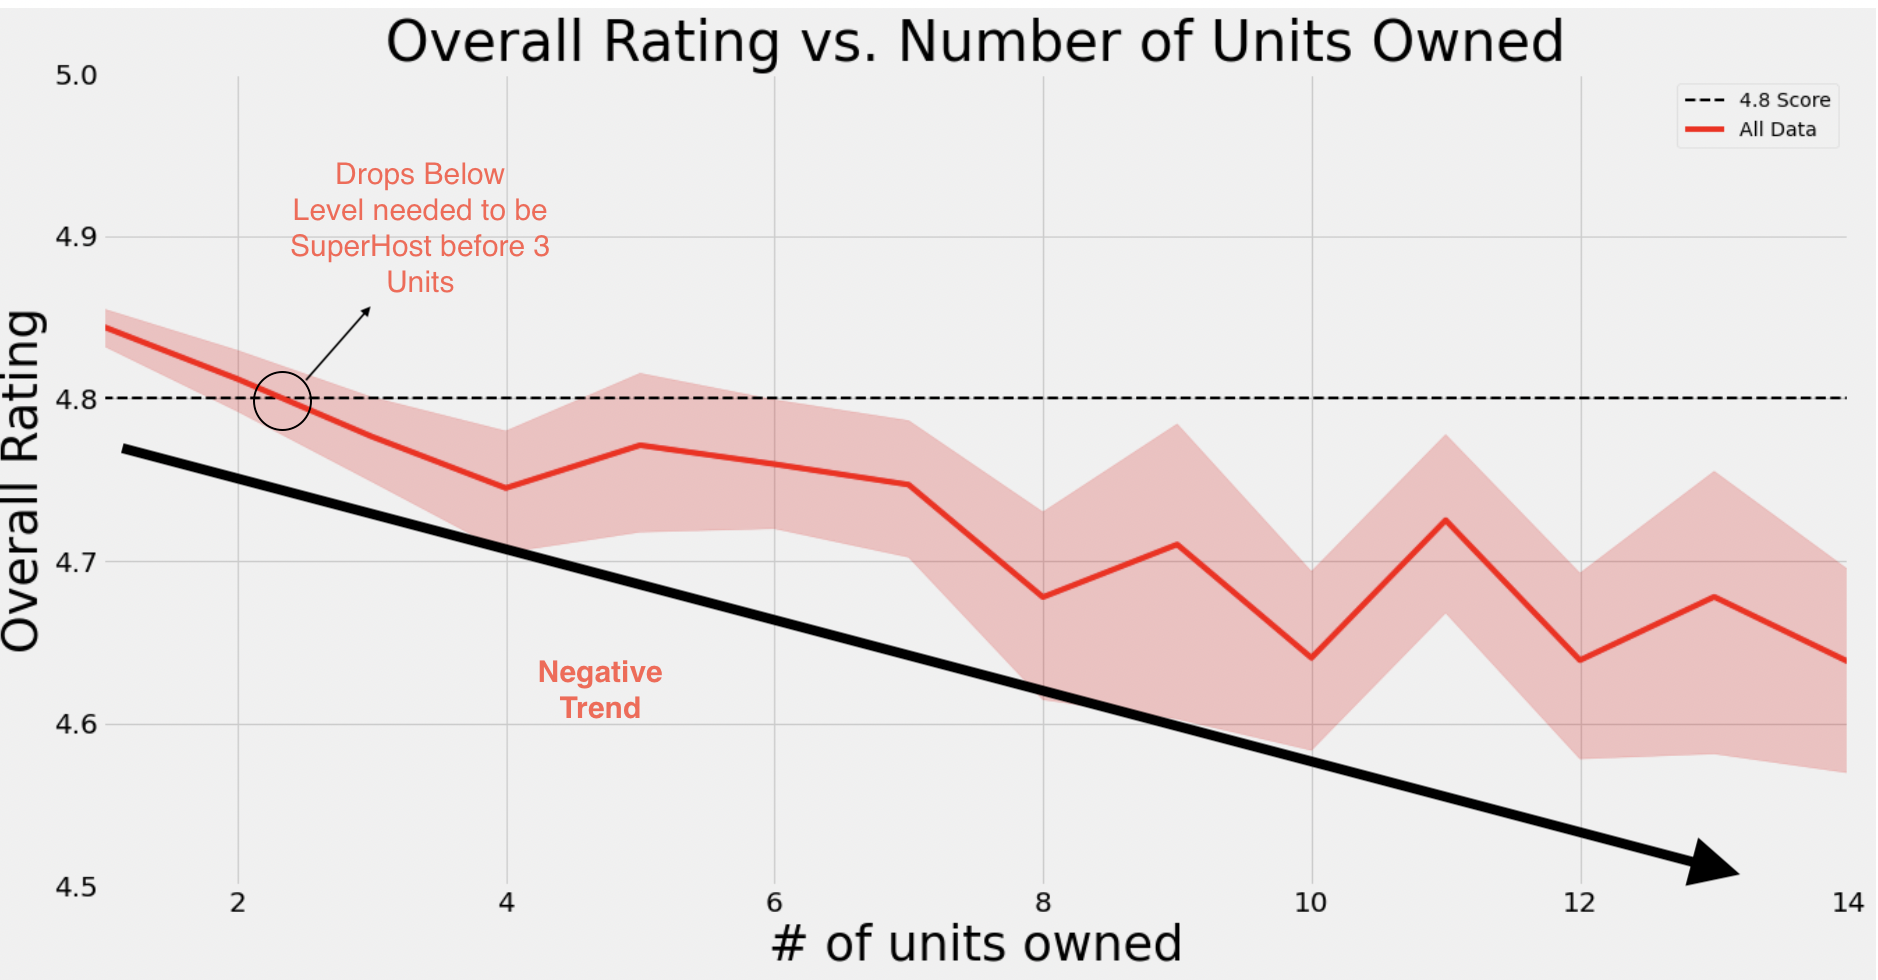 Overall Rating vs. Number of Units Owned
5.0
4.9
4.8
4.7
4.6
4.5
Overall Rating
4.8 Score
All Data
Drops Below
Level needed to be
SuperHost before 3
Units
Negative
Trend
2 4 6 8 10 12 14
# of units owned